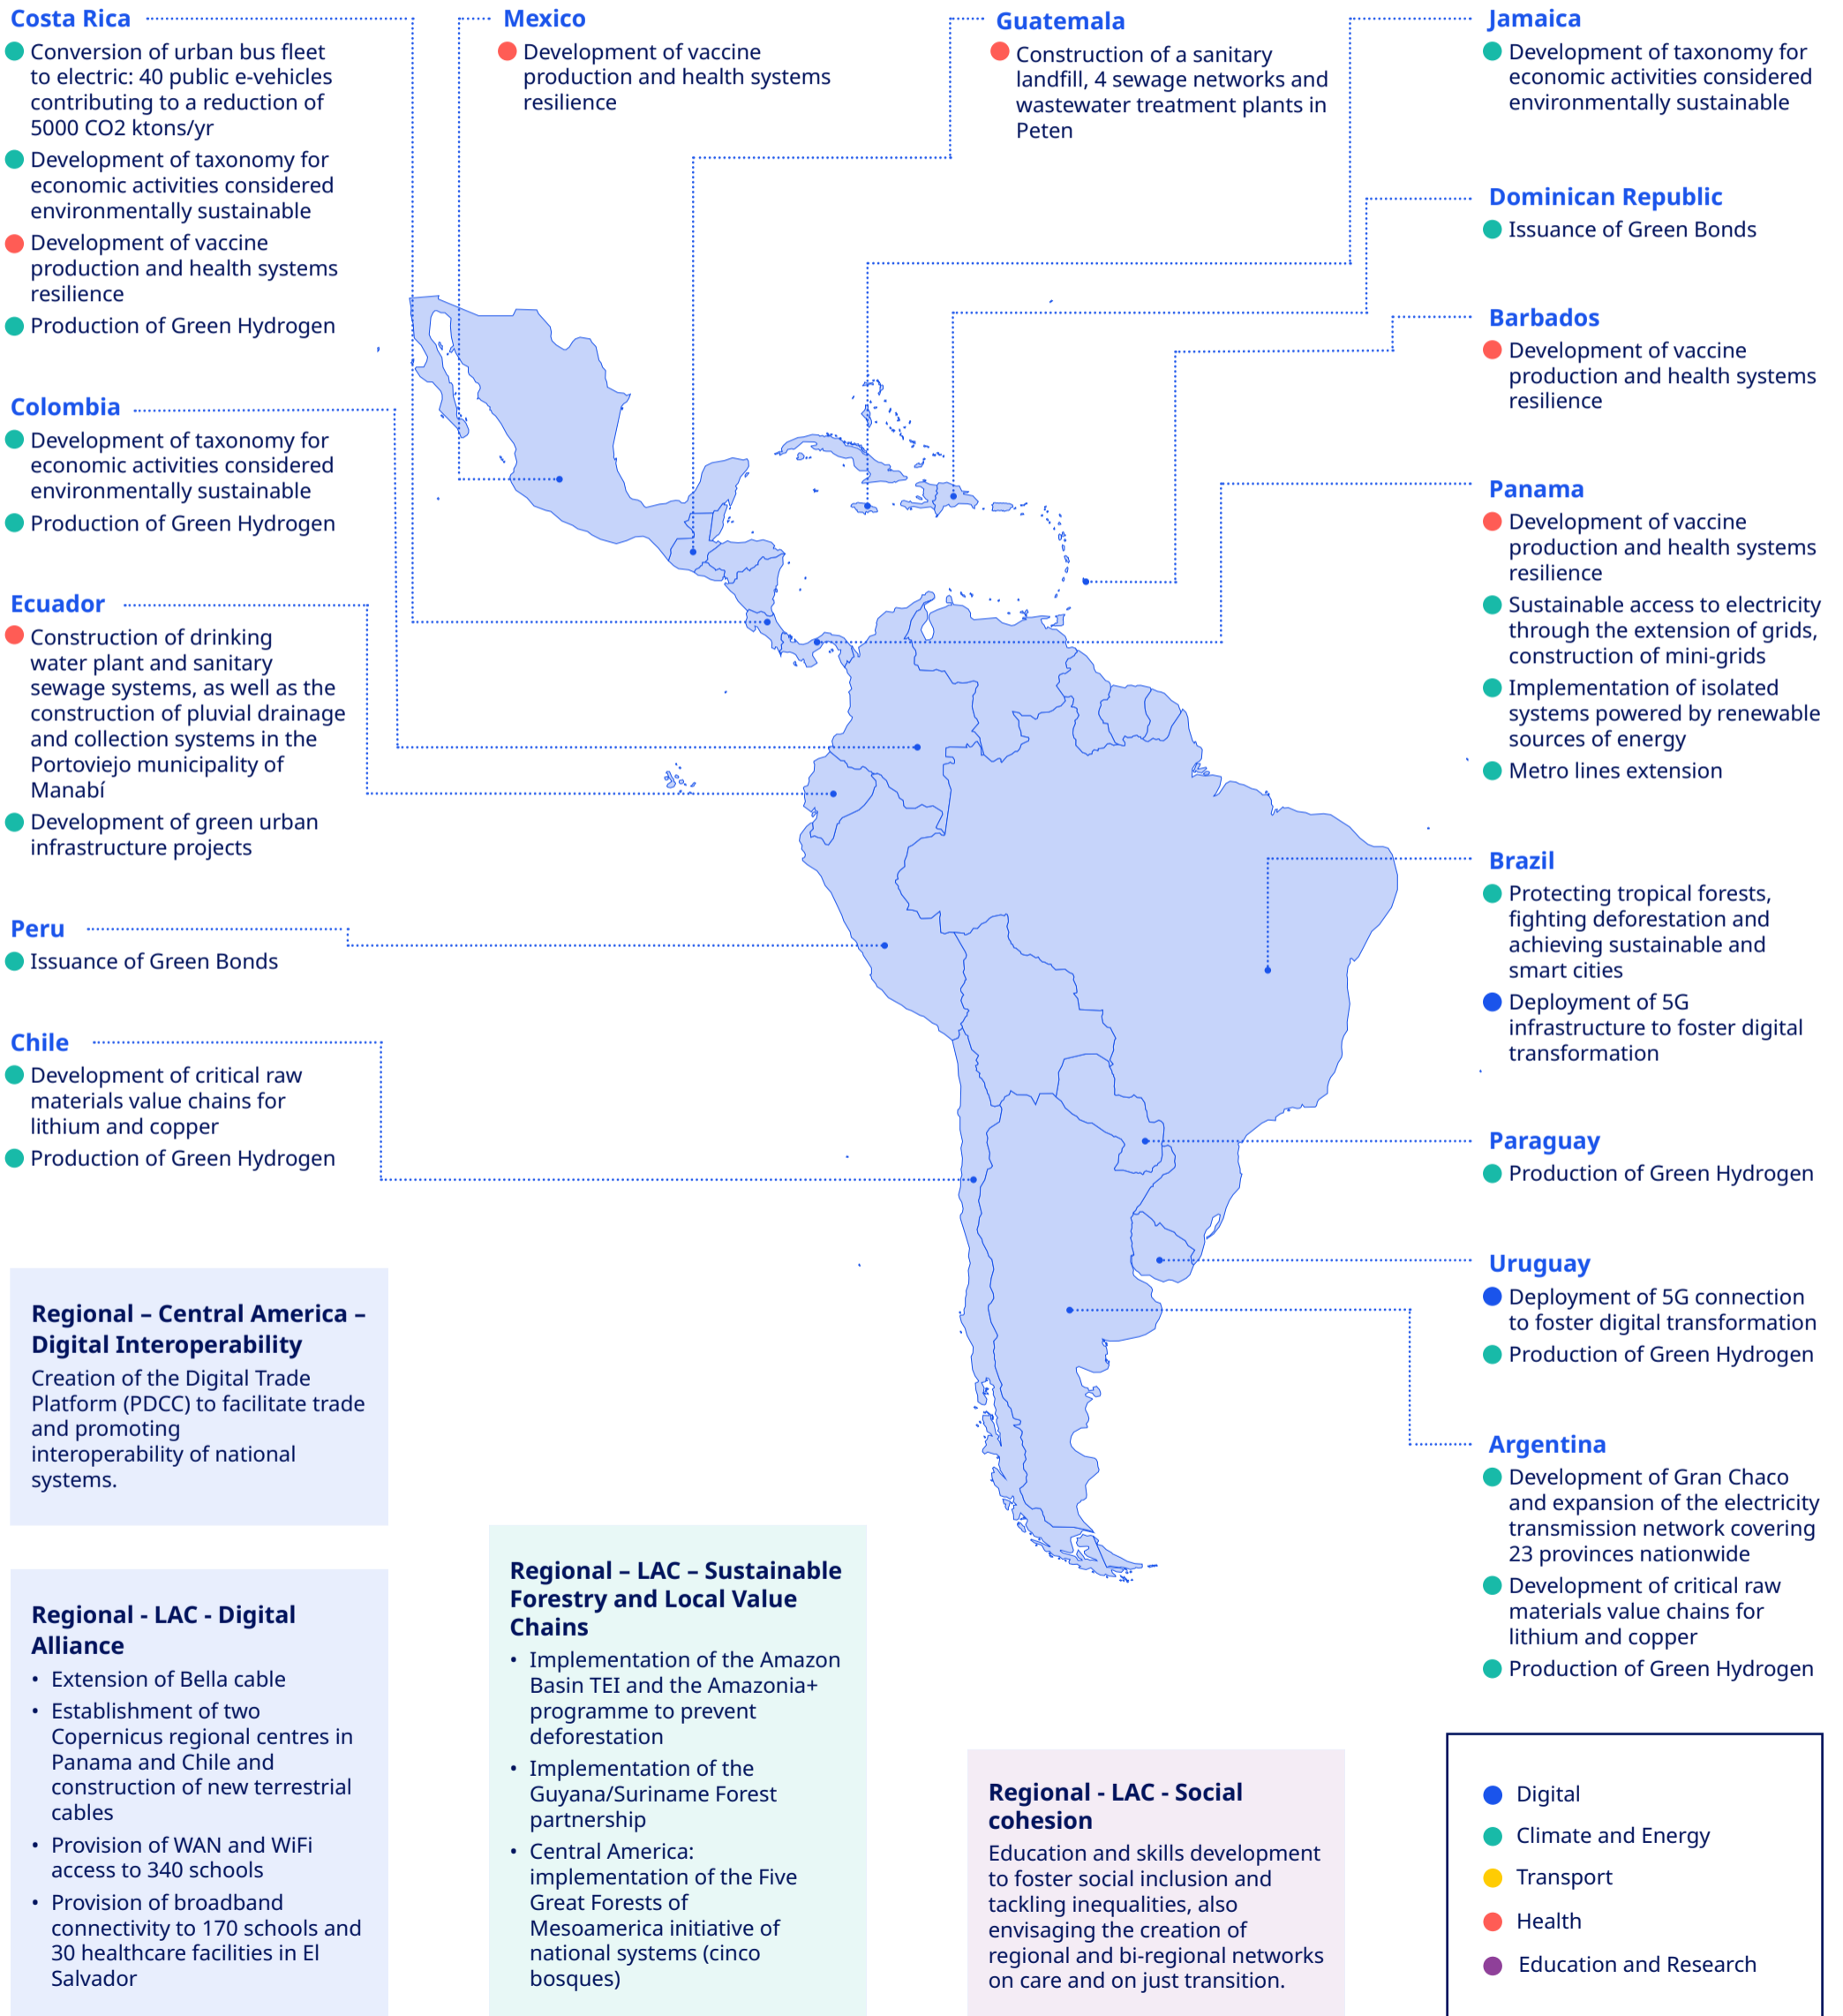 Costa Rica
Conversion of urban bus fleet
to electric: 40 public e-vehicles
contributing to a reduction of
5000 CO2 ktons/yr
Development of taxonomy for
economic activities considered
environmentally sustainable
Development of vaccine
production and health systems
resilience
Production of Green Hydrogen
Colombia
Development of taxonomy for
economic activities considered
environmentally sustainable
Production of Green Hydrogen
Ecuador
Construction of drinking
water plant and sanitary
sewage systems, as well as the
construction of pluvial drainage
and collection systems in the
Portoviejo municipality of
Manabí
Development of green urban
infrastructure projects
Peru
Issuance of Green Bonds
Chile
Development of critical raw
materials value chains for
lithium and copper
Production of Green Hydrogen
Mexico
Development of vaccine
production and health systems
resilience
Guatemala
Construction of a sanitary
landfill, 4 sewage networks and
wastewater treatment plants in
Peten
Jamaica
Development of taxonomy for
economic activities considered
environmentally sustainable
Dominican Republic
Issuance of Green Bonds
Barbados
Development of vaccine
production and health systems
resilience
Panama
Development of vaccine
production and health systems
resilience
Sustainable access to electricity
through the extension of grids,
construction of mini-grids
Implementation of isolated
systems powered by renewable
sources of energy
Metro lines extension
Brazil
Protecting tropical forests,
fighting deforestation and
achieving sustainable and
smart cities
Deployment of 5G
infrastructure to foster digital
transformation
Paraguay
Production of Green Hydrogen
Uruguay
Deployment of 5G connection
to foster digital transformation
Production of Green Hydrogen
Argentina
Development of Gran Chaco
and expansion of the electricity
transmission network covering
23 provinces nationwide
Development of critical raw
materials value chains for
lithium and copper
Production of Green Hydrogen
Regional – Central America –
Digital Interoperability
Creation of the Digital Trade
Platform (PDCC) to facilitate trade
and promoting
interoperability of national
systems.
Regional - LAC - Digital
Alliance
• Extension of Bella cable
• Establishment of two
Copernicus regional centres in
Panama and Chile and
construction of new terrestrial
cables
• Provision of WAN and WiFi
access to 340 schools
• Provision of broadband
connectivity to 170 schools and
30 healthcare facilities in El
Salvador
Regional – LAC – Sustainable
Forestry and Local Value
Chains
• Implementation of the Amazon
Basin TEI and the Amazonia+
programme to prevent
deforestation
• Implementation of the
Guyana/Suriname Forest
partnership
• Central America:
implementation of the Five
Great Forests of
Mesoamerica initiative of
national systems (cinco
bosques)
Regional - LAC - Social
cohesion
Education and skills development
to foster social inclusion and
tackling inequalities, also
envisaging the creation of
regional and bi-regional networks
on care and on just transition.
Digital
Climate and Energy
Transport
Health
Education and Research